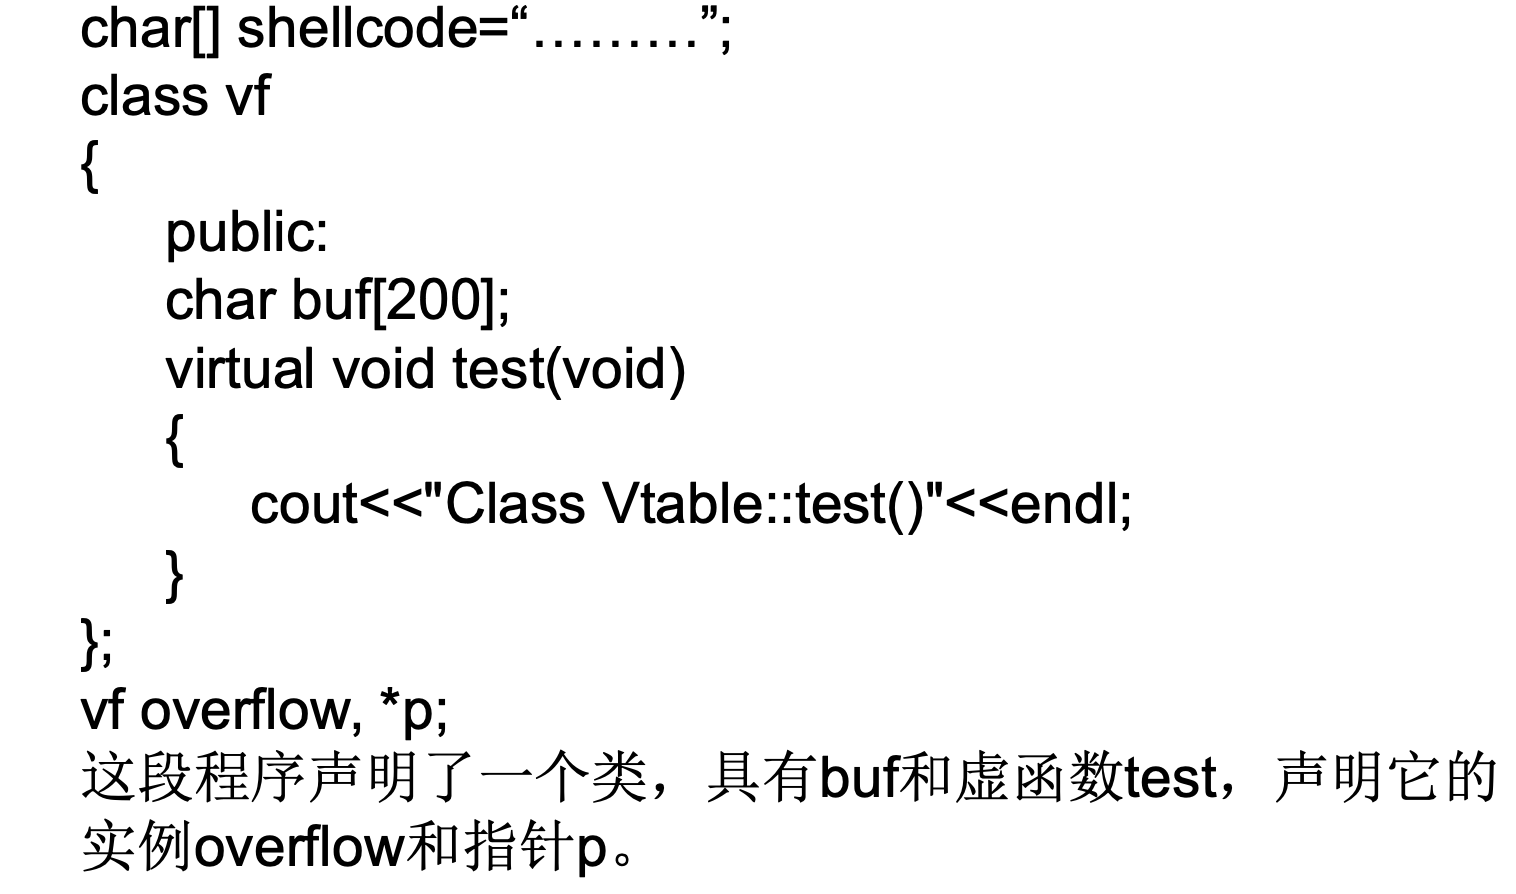 char[] shellcode=“………”;
class vf
{
public:
char buf[200];
virtual void test(void)
{
cout<<"Class Vtable::test()"<<endl;
}
};
vf overflow, *p;
这段程序声明了一个类，具有buf和虚函数test，声明它的
实例overflow和指针p。